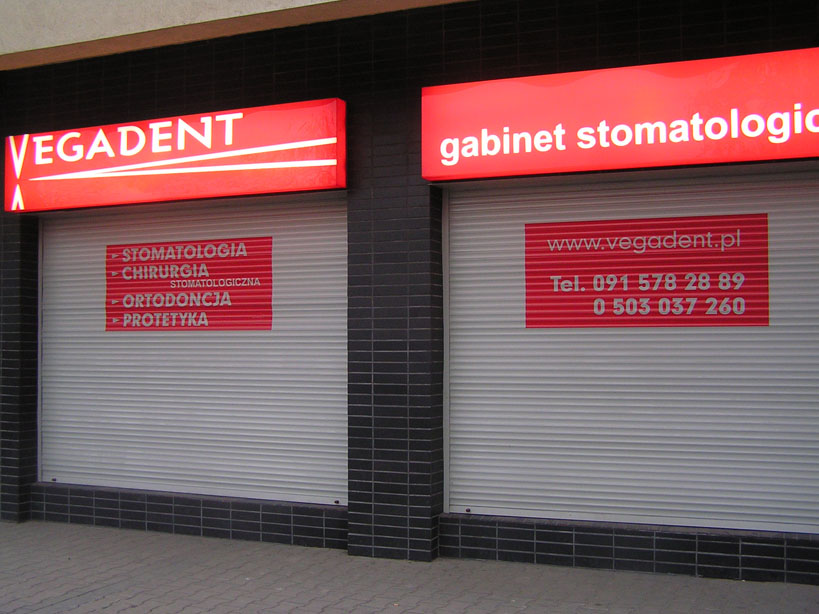 VEGADENT
gabinet stomatologic
STOMATOLOGIA
CHIRURGIA
STOMATOLOGICZNA
ORTODONCJA
PROTETYKA
www.vegadent.pl
Tel. 091 578 28 89
0 503 037 260